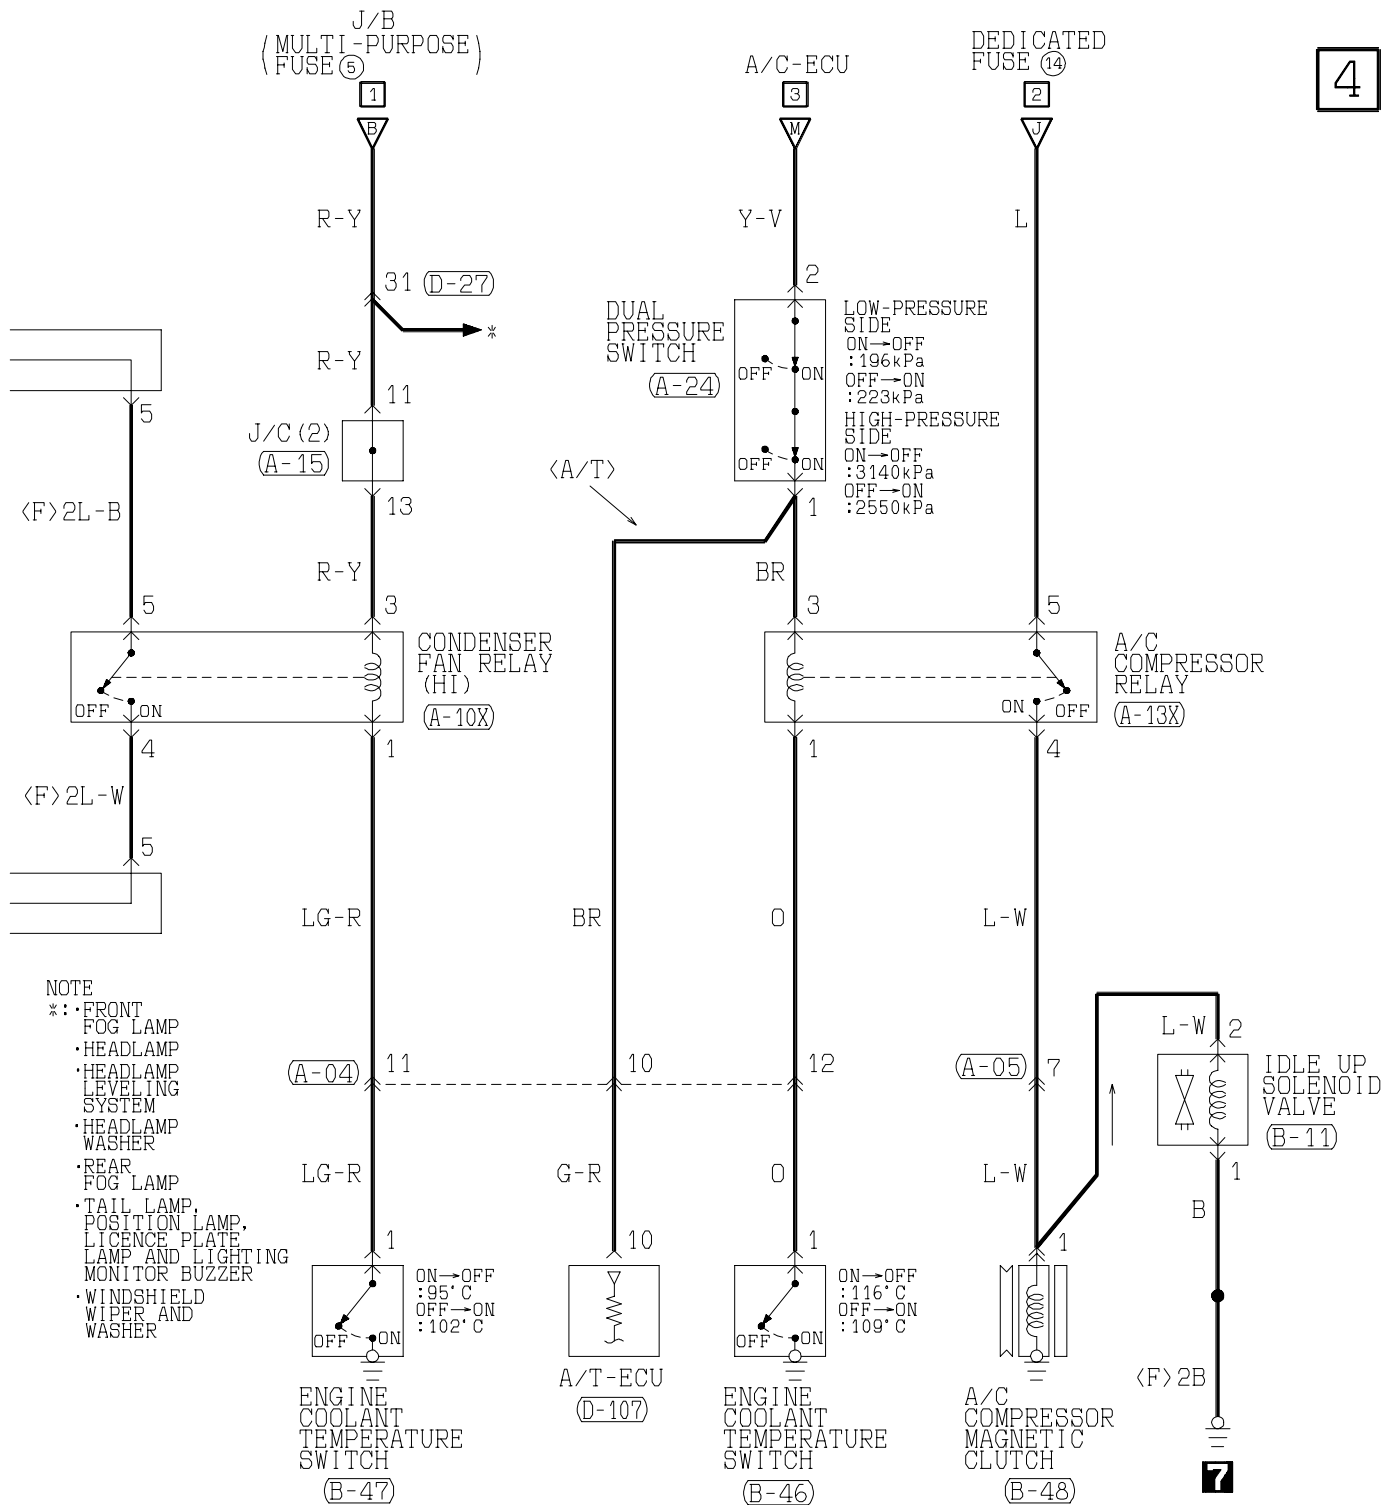 J/B
(MULTI-PURPOSE)
FUSE ⑤
1
B
A/C-ECU
3
M
DEDICATED
FUSE ⑭
2
J
4
R-Y
Y-V
L
31 (D-27)
*
R-Y
11
J/C (2)
(A-15)
13
R-Y
3
2
DUAL
PRESSURE
SWITCH
(A-24)
OFF ON
OFF ON
LOW-PRESSURE
SIDE
ON→OFF
:196kPa
OFF→ON
:223kPa
HIGH-PRESSURE
SIDE
ON→OFF
:3140kPa
OFF→ON
:2550kPa
1
<A/T>
BR
3
5
5
<F>2L-B
5
OFF ON
CONDENSER
FAN RELAY
(HI)
(A-10X)
A/C
COMPRESSOR
RELAY
(A-13X)
ON OFF
4
1
1
4
<F>2L-W
5
LG-R
BR
O
L-W
NOTE
*:·FRONT
FOG LAMP
·HEADLAMP
·HEADLAMP
LEVELING
SYSTEM
·HEADLAMP
WASHER
·REAR
FOG LAMP
·TAIL LAMP,
POSITION LAMP,
LICENCE PLATE
LAMP AND LIGHTING
MONITOR BUZZER
·WINDSHIELD
WIPER AND
WASHER
(A-04)
11
10
12
(A-05)
7
L-W
2
IDLE UP
SOLENOID
VALVE
(B-11)
1
B
<F>2B
7
LG-R
G-R
O
L-W
1
10
1
1
OFF ON
ON→OFF
:95°C
OFF→ON
:102°C
ENGINE
COOLANT
TEMPERATURE
SWITCH
(B-47)
A/T-ECU
(D-107)
OFF ON
ON→OFF
:116°C
OFF→ON
:109°C
ENGINE
COOLANT
TEMPERATURE
SWITCH
(B-46)
A/C
COMPRESSOR
MAGNETIC
CLUTCH
(B-48)